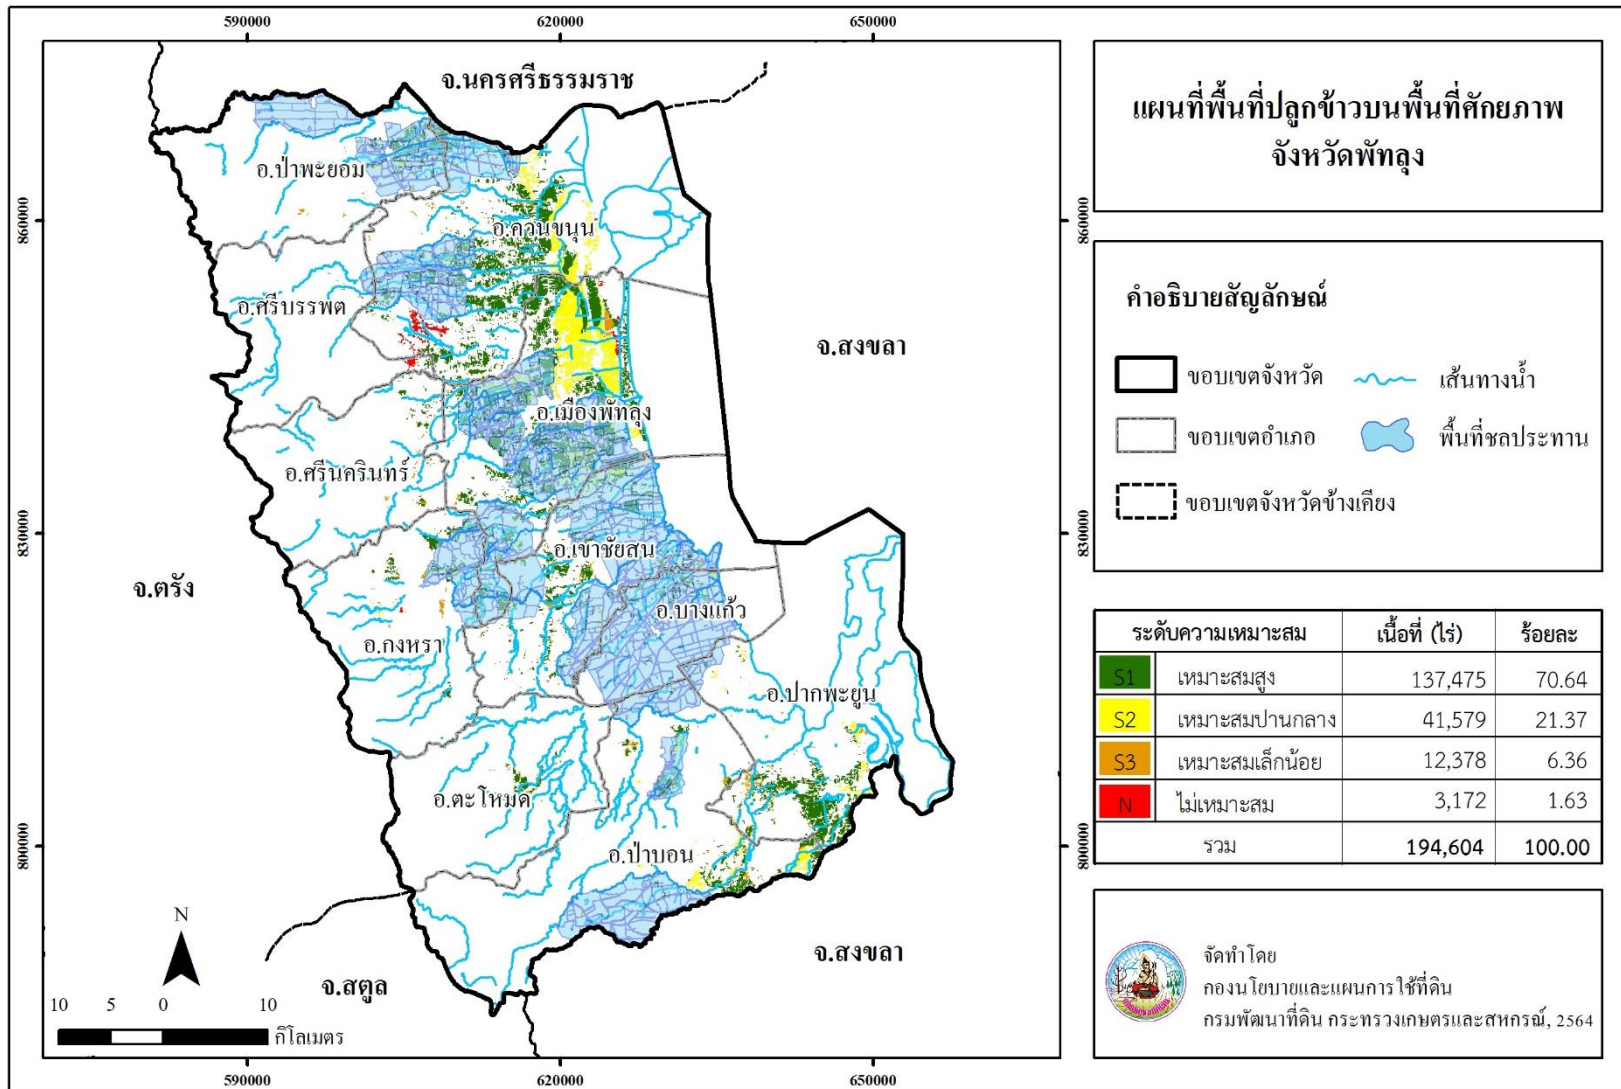 590000 620000 650000
จ.นครศรีธรรมราช
แผนที่พื้นที่ปลูกข้าวบนพื้นที่ศักยภาพ
จังหวัดพัทลุง
อ.ป่าพะยอม
860000
860000
อ.ควนขนุน
อ.ศรีบรรพต
จ.สงขลา
อ.เมืองพัทลุง
อ.ศรีนครินทร์
830000
830000
อ.เขาชัยสน
จ.ตรัง
อ.บางแก้ว
อ.กงหรา
อ.ปากพะยูน
อ.ตะโหมด
800000
800000
อ.ป่าบอน
จ.สงขลา
จ.สตูล
N
10 5 0 10
กิโลเมตร
590000 620000 650000
คำอธิบายสัญลักษณ์
ขอบเขตจังหวัด เส้นทางน้ำ
ขอบเขตอำเภอ พื้นที่ชลประทาน
ขอบเขตจังหวัดข้างเคียง
ระดับความเหมาะสม เนื้อที่ (ไร่) ร้อยละ
S1 เหมาะสมสูง 137,475 70.64
S2 เหมาะสมปานกลาง 41,579 21.37
S3 เหมาะสมเล็กน้อย 12,378 6.36
N ไม่เหมาะสม 3,172 1.63
รวม 194,604 100.00
จัดทำโดย
กองนโยบายและแผนการใช้ที่ดิน
กรมพัฒนาที่ดิน กระทรวงเกษตรและสหกรณ์, 2564